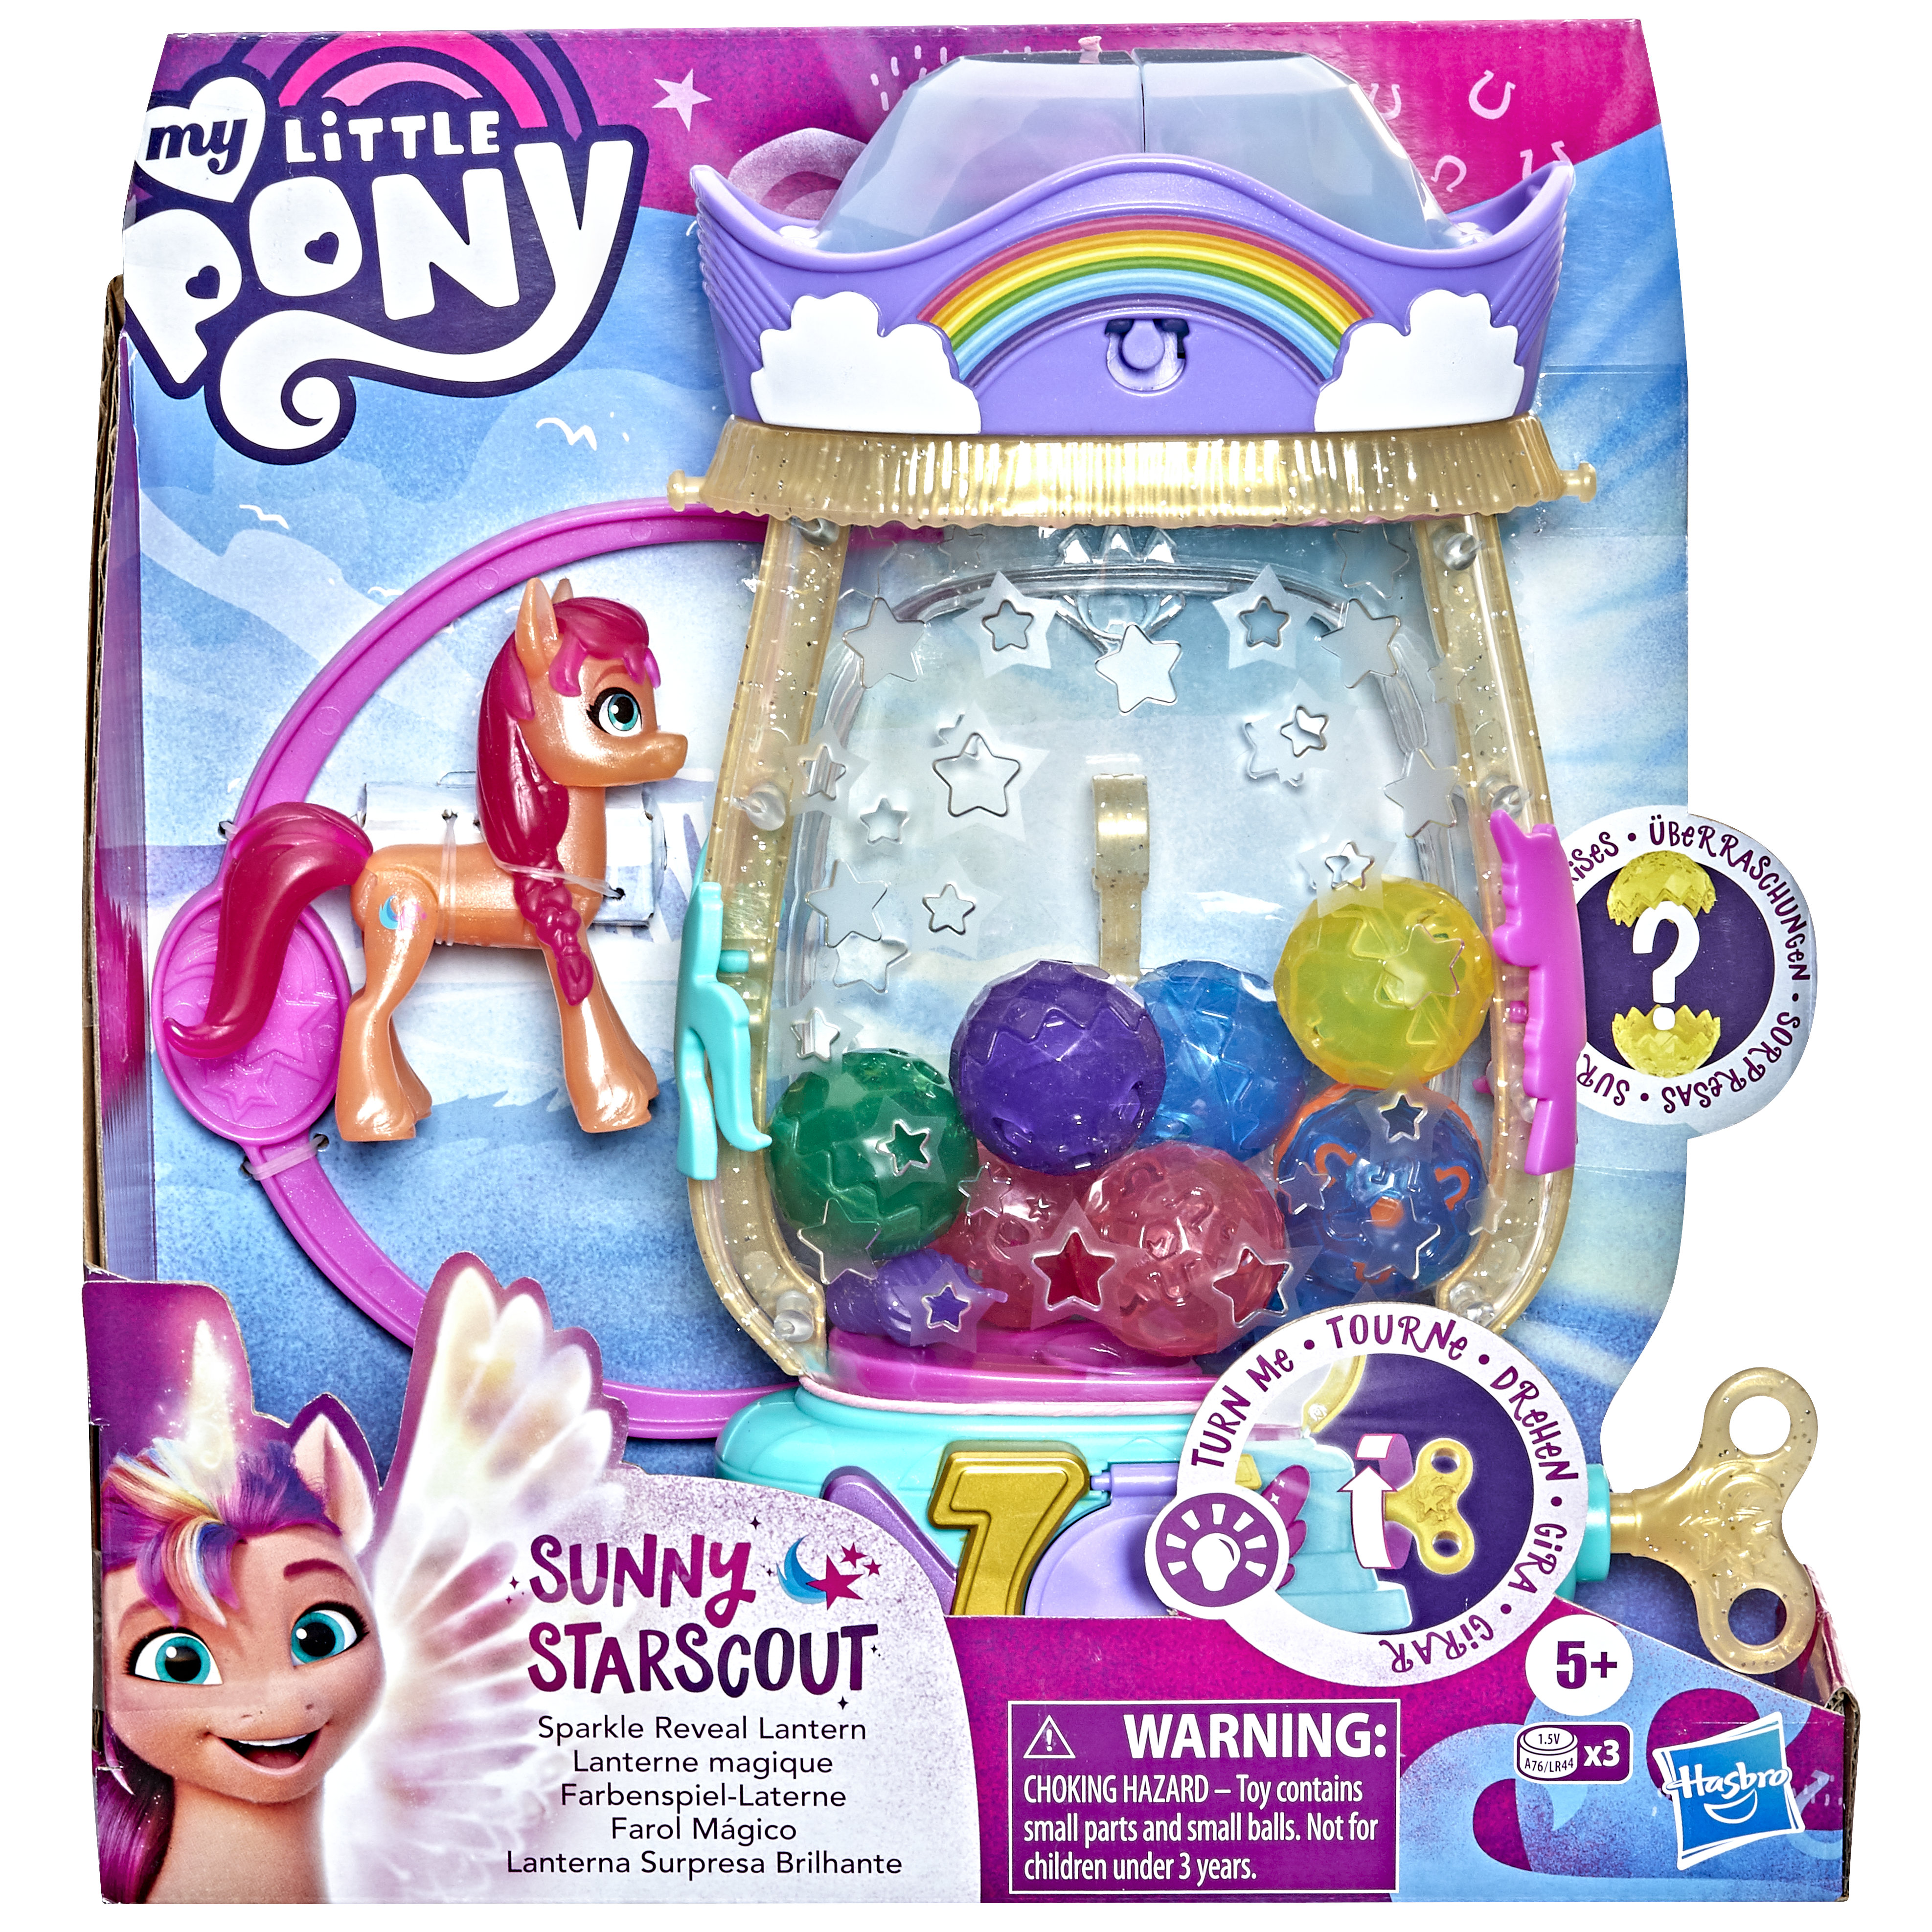 my LiTTLE
PONY
ÜBERRASCHUNGEN • SORPRESAS •
?
TURN ME • TOURNE • DREHEN • GIRA • GIRAR
SUNNY
STARSCOUT
Sparkle Reveal Lantern
Lanterne magique
Farbenspiel-Laterne
Farol Mágico
Lanterna Surpresa Brilhante
WARNING:
CHOKING HAZARD – Toy contains
small parts and small balls. Not for
children under 3 years.
5+
1.5V
A76/LR44
x3
Hasbro